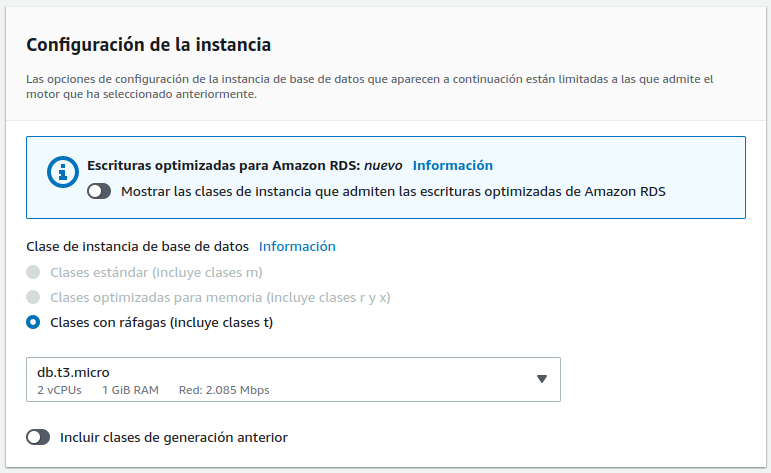 Configuración de la instancia
Las opciones de configuración de la instancia de base de datos que aparecen a continuación están limitadas a las que admite el
motor que ha seleccionado anteriormente.
Escrituras optimizadas para Amazon RDS: nuevo Información
Mostrar las clases de instancia que admiten las escrituras optimizadas de Amazon RDS
Clase de instancia de base de datos Información
Clases estándar (incluye clases m)
Clases optimizadas para memoria (incluye clases r y x)
Clases con ráfagas (incluye clases t)
db.t3.micro
2 vCPUs 1 GiB RAM Red: 2.085 Mbps
Incluir clases de generación anterior